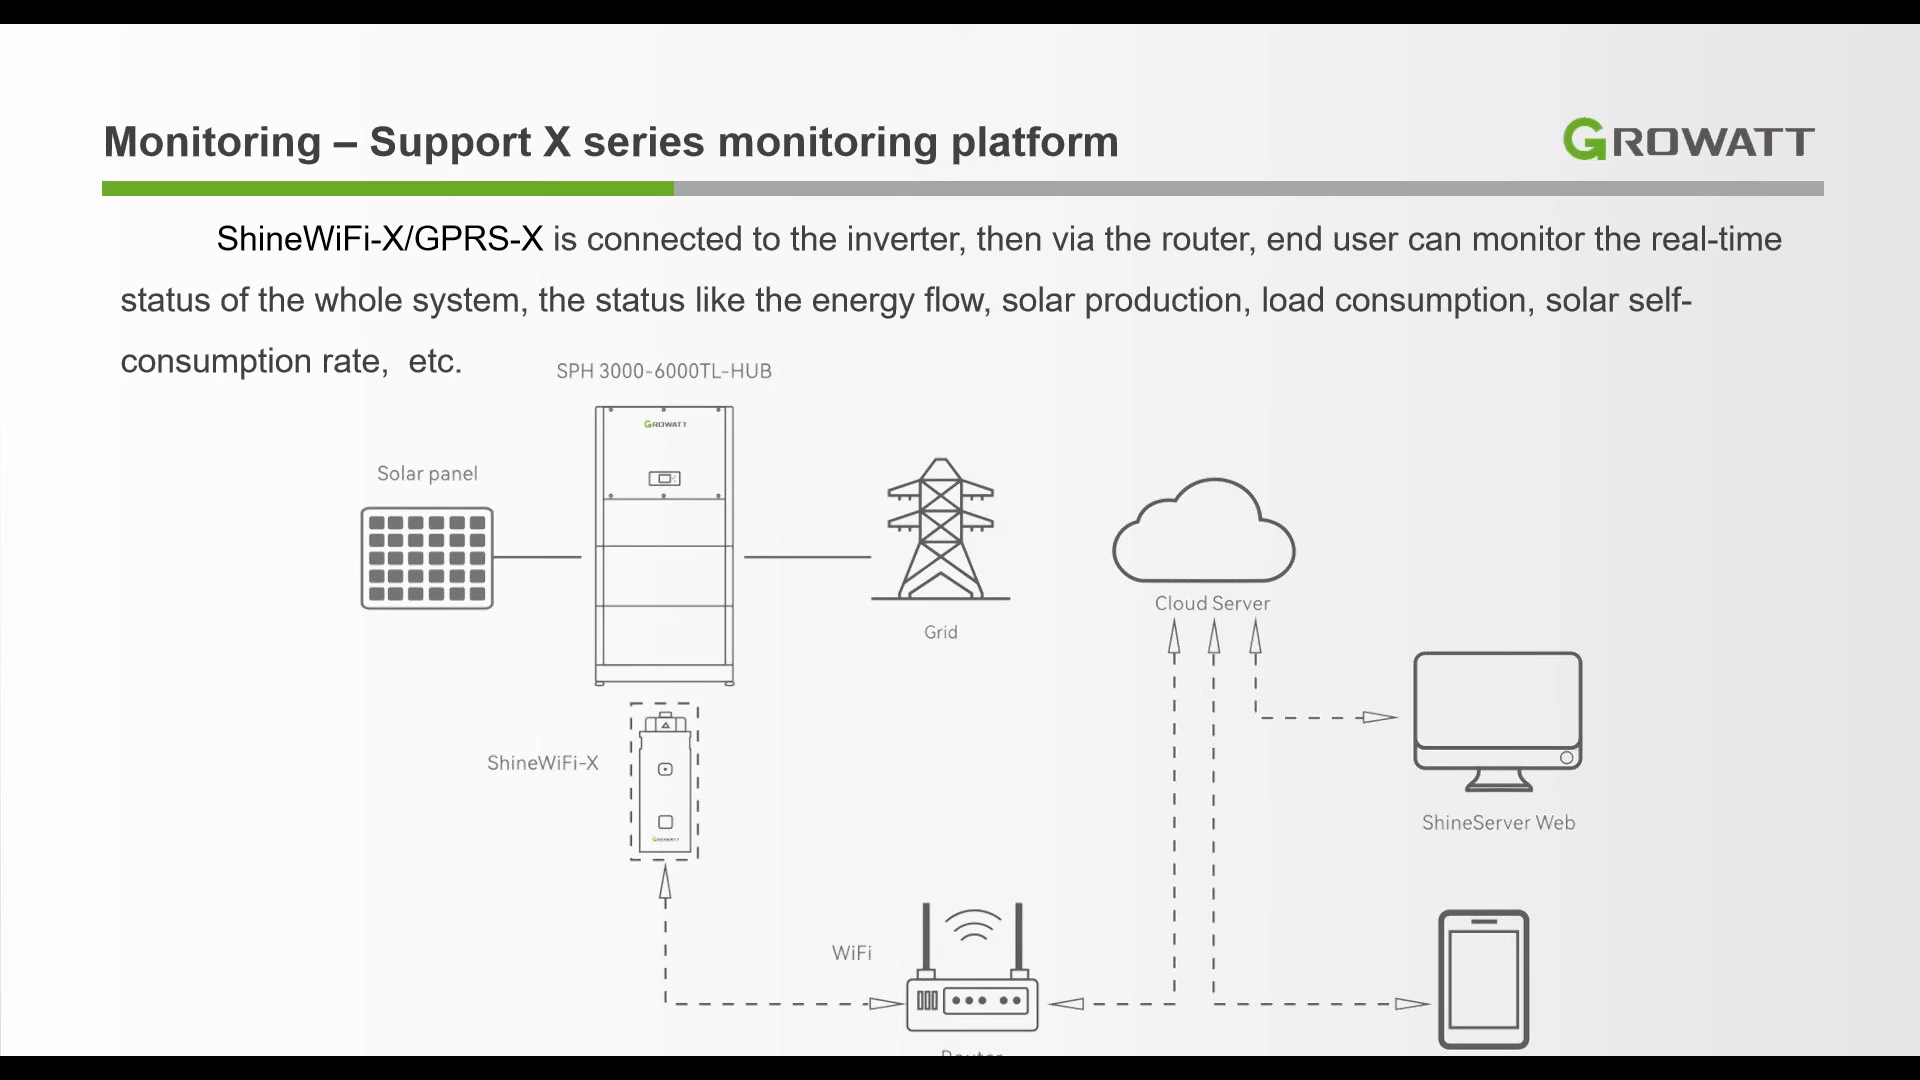 Monitoring – Support X series monitoring platform
GROWATT
ShineWiFi-X/GPRS-X is connected to the inverter, then via the router, end user can monitor the real-time
status of the whole system, the status like the energy flow, solar production, load consumption, solar self-
consumption rate, etc.
SPH 3000-6000TL-HUB
GROWATT
Solar panel
Grid
Cloud Server
ShineWiFi-X
GROWATT
ShineServer Web
WiFi
Router